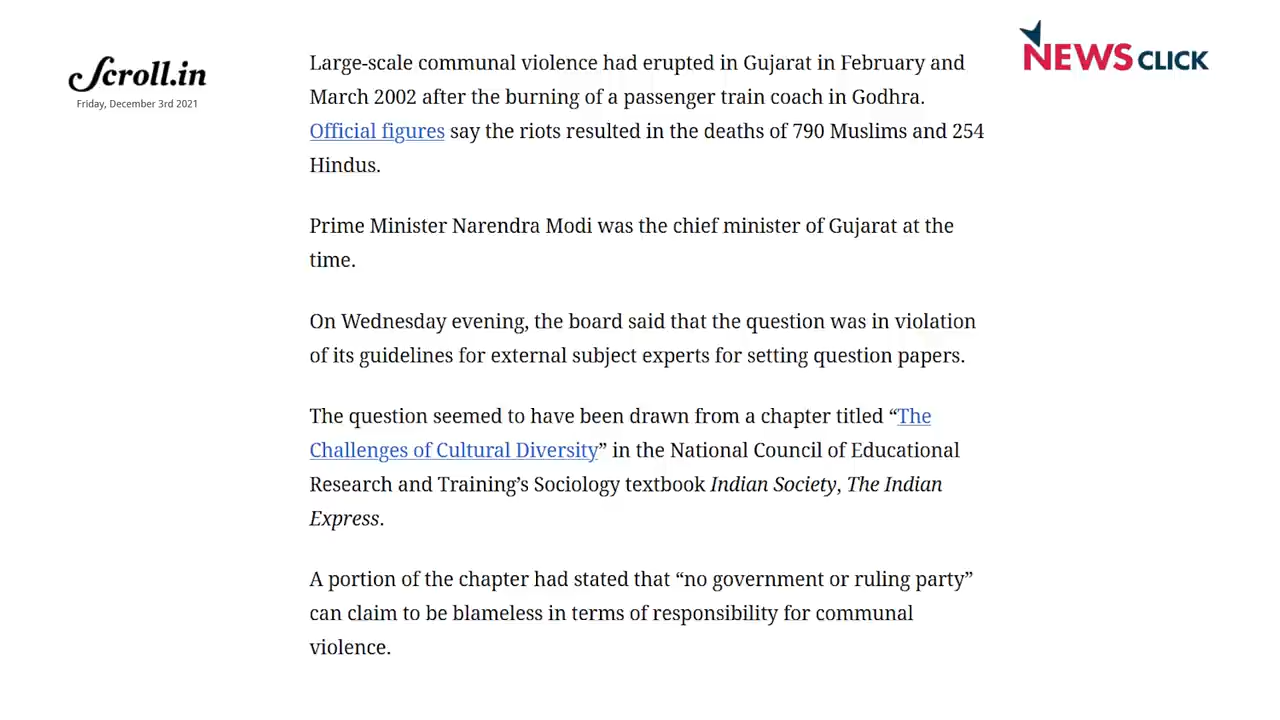 Scroll.in
Friday, December 3rd 2021
NEWS CLICK
Large-scale communal violence had erupted in Gujarat in February and
March 2002 after the burning of a passenger train coach in Godhra.
Official figures say the riots resulted in the deaths of 790 Muslims and 254
Hindus.
Prime Minister Narendra Modi was the chief minister of Gujarat at the
time.
On Wednesday evening, the board said that the question was in violation
of its guidelines for external subject experts for setting question papers.
The question seemed to have been drawn from a chapter titled “The
Challenges of Cultural Diversity” in the National Council of Educational
Research and Training’s Sociology textbook Indian Society, The Indian
Express.
A portion of the chapter had stated that “no government or ruling party”
can claim to be blameless in terms of responsibility for communal
violence.